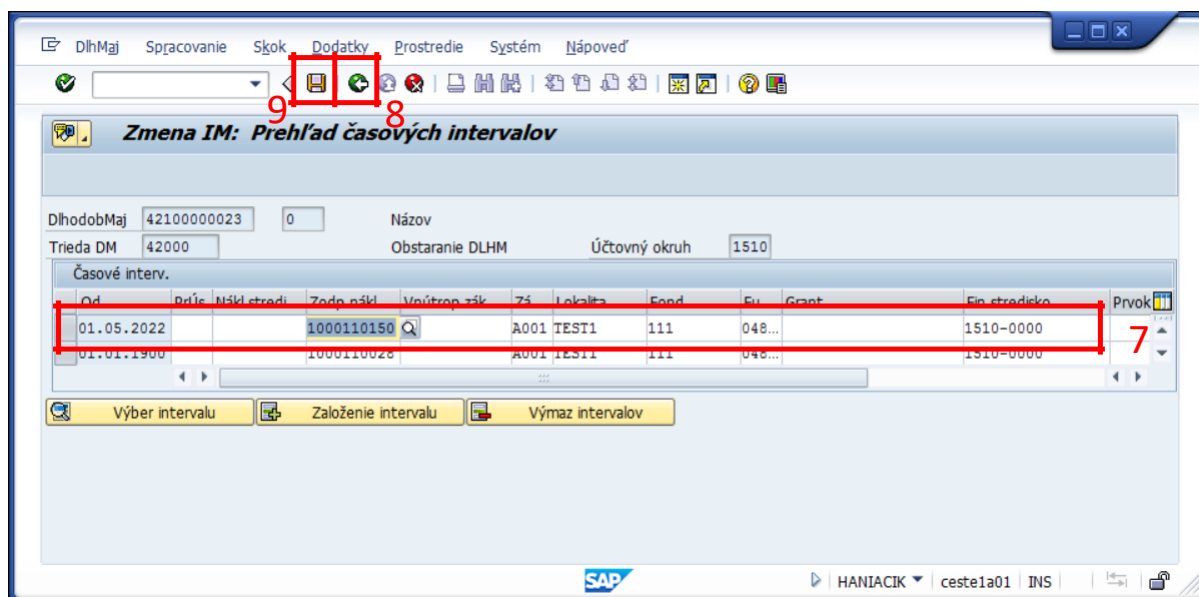 DlhMaj Spracovanie Skok Dodatky Prostredie Systém Nápoveď
9 8
Zmena IM: Prehľad časových intervalov
DlhodobMaj 42100000023 0 Názov
Trieda DM 42000 Obstaranie DLHM Účtovný okruh 1510
Časové interv.
Od PrÚs Nákl.stredi Zodp.nákl. Vnútrop.zák. Zá Lokalita Fond Fu Grant Fin.stredisko Prvok
01.05.2022 1000110150 A001 TEST1 111 048... 1510-0000 7
01.01.1900 1000110028 A001 TEST1 111 048... 1510-0000
Výber intervalu Založenie intervalu Výmaz intervalov
SAP HANIACIK ceste1a01 INS